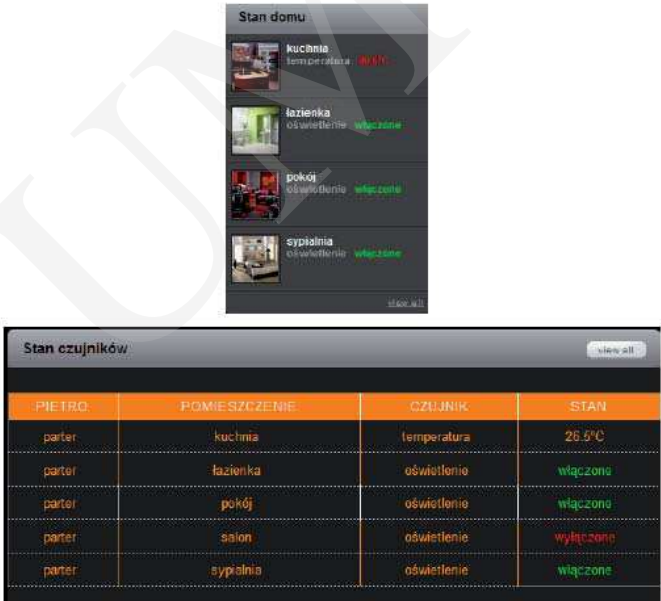 Stan domu
kuchnia
temperatura
łazienka
oświetlenie włączone
pokój
oświetlenie włączone
sypialnia
oświetlenie włączone
view all
Stan czujników
view all
PIETRO POMIESZCZENIE CZUJNIK STAN
parter kuchnia temperatura 26.5°C
parter łazienka oświetlenie włączone
parter pokój oświetlenie włączone
parter salon oświetlenie wyłączone
parter sypialnia oświetlenie włączone